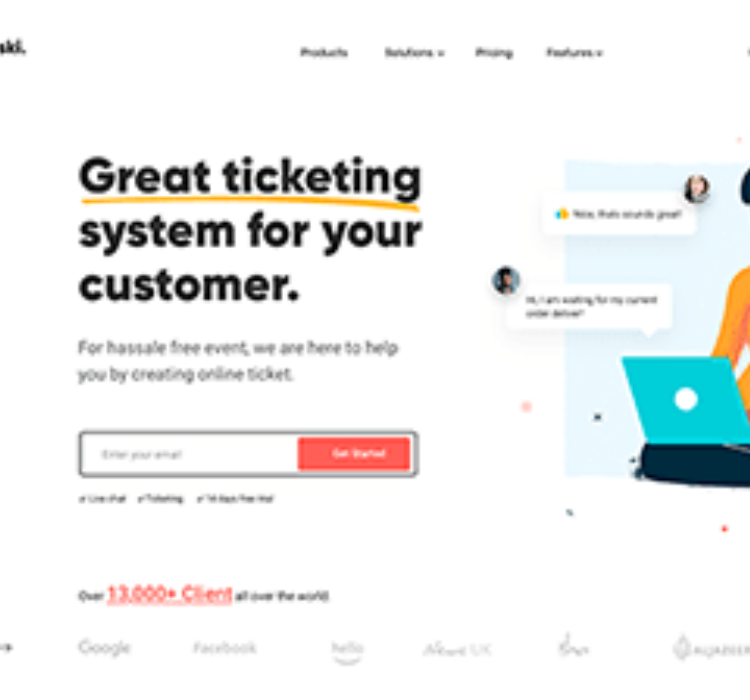 ski.
Products Solutions Pricing Features
Great ticketing
system for your
customer.
For hassale free event, we are here to help
you by creating online ticket.
Wow, thats sounds great!
Hi, I am waiting for my current
order deliver?
Enter your email Get Started
✓ Live chat ✓ Ticketing ✓ 14 days free trial
Over 13,000+ Client all over the world
Google Facebook hello News UK ALJAZEER